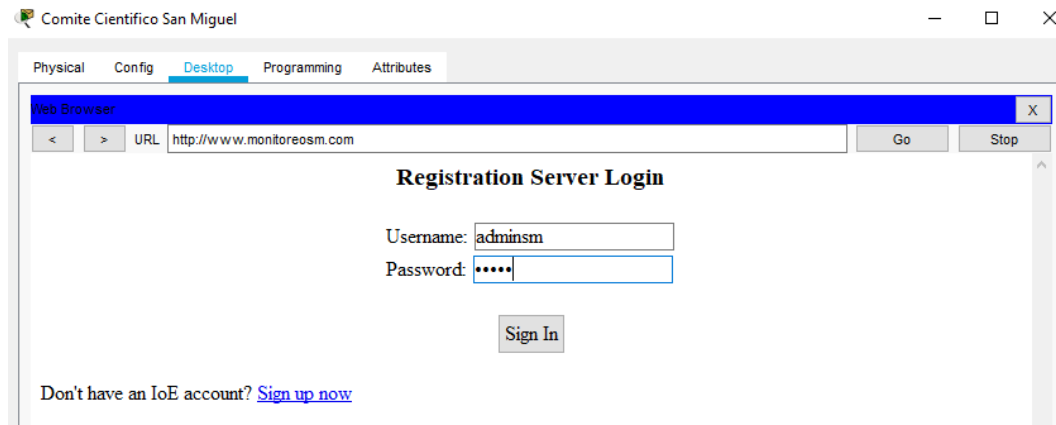 Comite Cientifico San Miguel
Physical Config Desktop Programming Attributes
Web Browser X
< > URL http://www.monitoreosm.com Go Stop
Registration Server Login
Username: adminsm
Password: •••••
Sign In
Don't have an IoE account? Sign up now